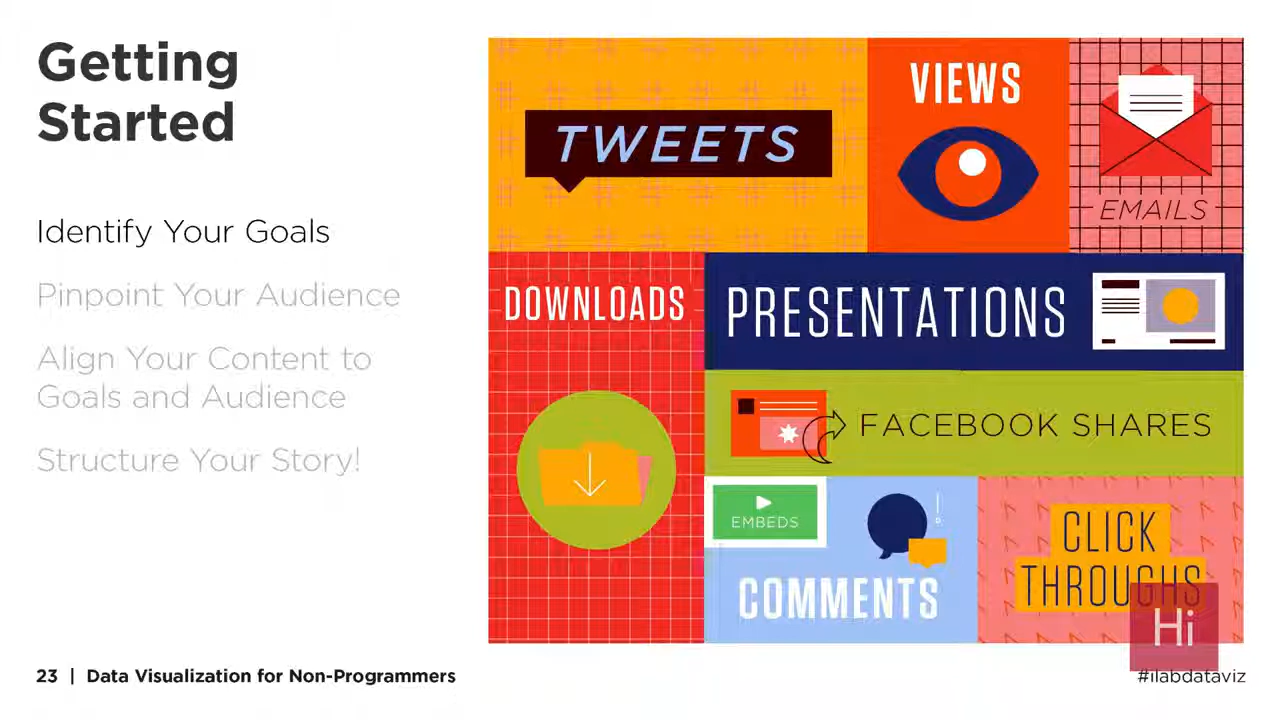 Getting
Started
Identify Your Goals
Pinpoint Your Audience
Align Your Content to
Goals and Audience
Structure Your Story!
TWEETS
VIEWS
EMAILS
DOWNLOADS
PRESENTATIONS
FACEBOOK SHARES
EMBEDS
COMMENTS
CLICK
THROUGHS
Hi
23 | Data Visualization for Non-Programmers
#ilabdataviz